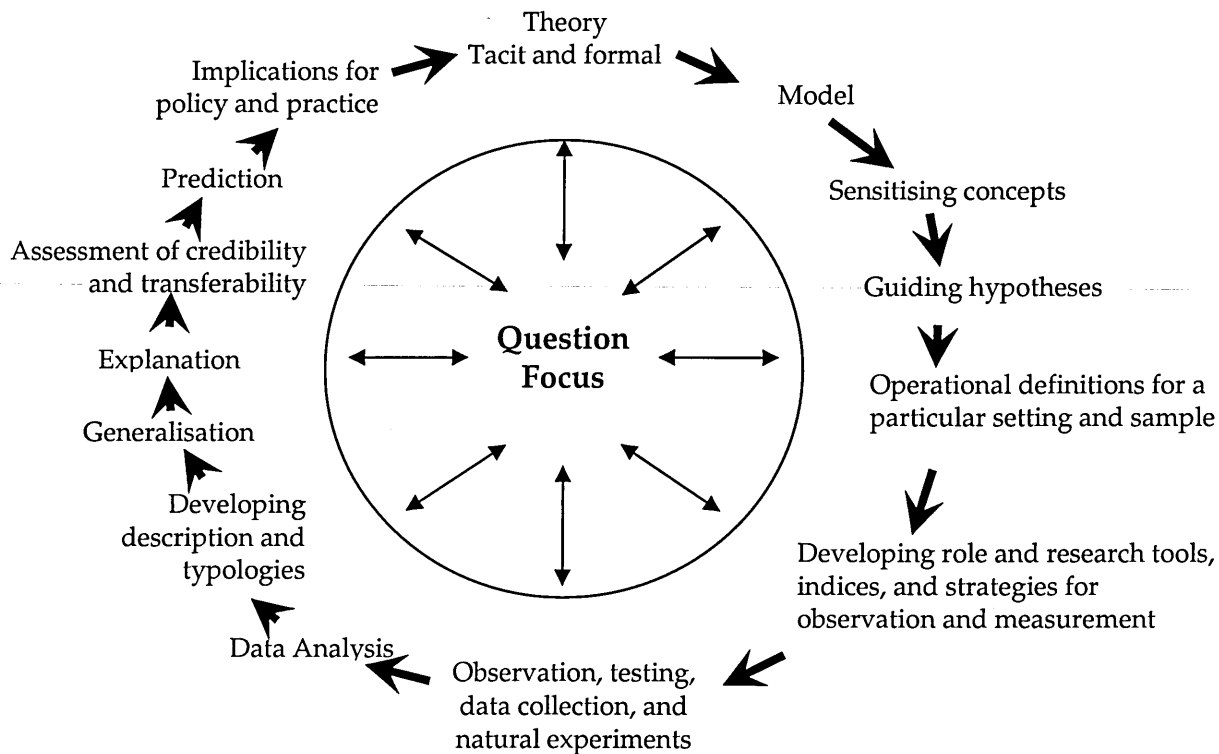 Theory
Tacit and formal
Model
Sensitising concepts
Guiding hypotheses
Operational definitions for a
particular setting and sample
Developing role and research tools,
indices, and strategies for
observation and measurement
Observation, testing,
data collection, and
natural experiments
Data Analysis
Developing
description and
typologies
Generalisation
Explanation
Assessment of credibility
and transferability
Prediction
Implications for
policy and practice
Question
Focus